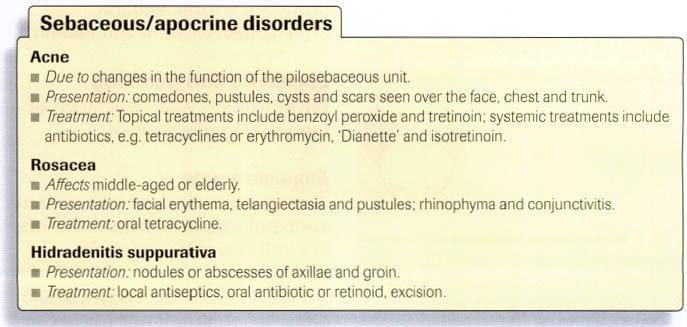 Sebaceous/apocrine disorders
Acne
■ Due to changes in the function of the pilosebaceous unit.
■ Presentation: comedones, pustules, cysts and scars seen over the face, chest and trunk.
■ Treatment: Topical treatments include benzoyl peroxide and tretinoin; systemic treatments include
antibiotics, e.g. tetracyclines or erythromycin, 'Dianette' and isotretinoin.
Rosacea
■ Affects middle-aged or elderly.
■ Presentation: facial erythema, telangiectasia and pustules; rhinophyma and conjunctivitis.
■ Treatment: oral tetracycline.
Hidradenitis suppurativa
■ Presentation: nodules or abscesses of axillae and groin.
■ Treatment: local antiseptics, oral antibiotic or retinoid, excision.